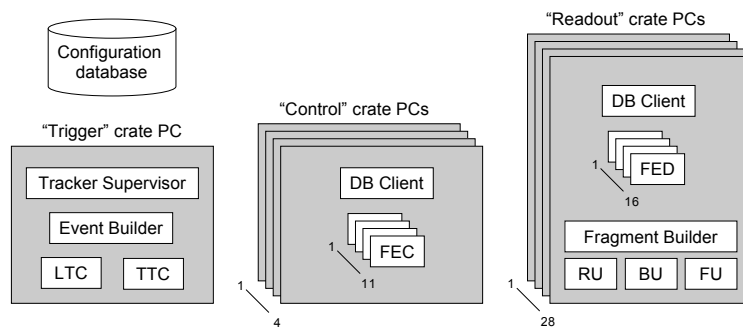 Configuration
database
“Trigger” crate PC
Tracker Supervisor
Event Builder
LTC
TTC
“Control” crate PCs
DB Client
FEC
1
11
1
4
“Readout” crate PCs
DB Client
FED
1
16
Fragment Builder
RU
BU
FU
1
28